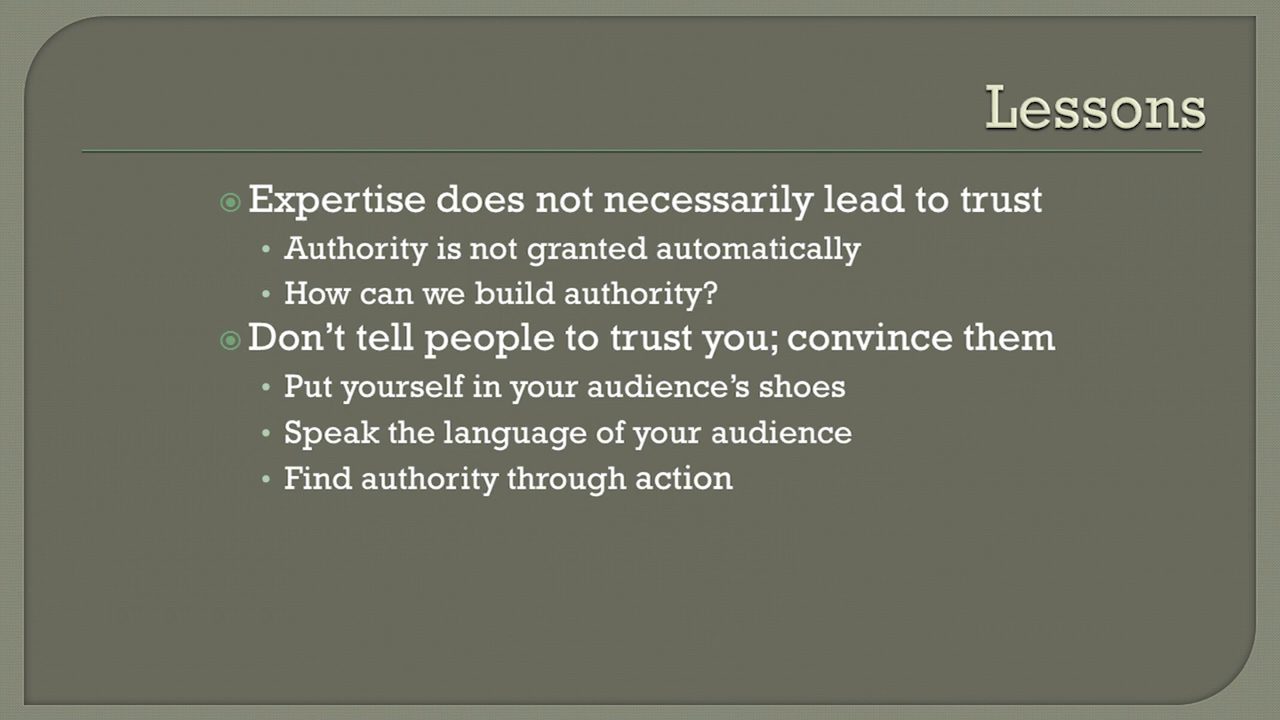 Lessons
Expertise does not necessarily lead to trust
Authority is not granted automatically
How can we build authority?
Don’t tell people to trust you; convince them
Put yourself in your audience’s shoes
Speak the language of your audience
Find authority through action